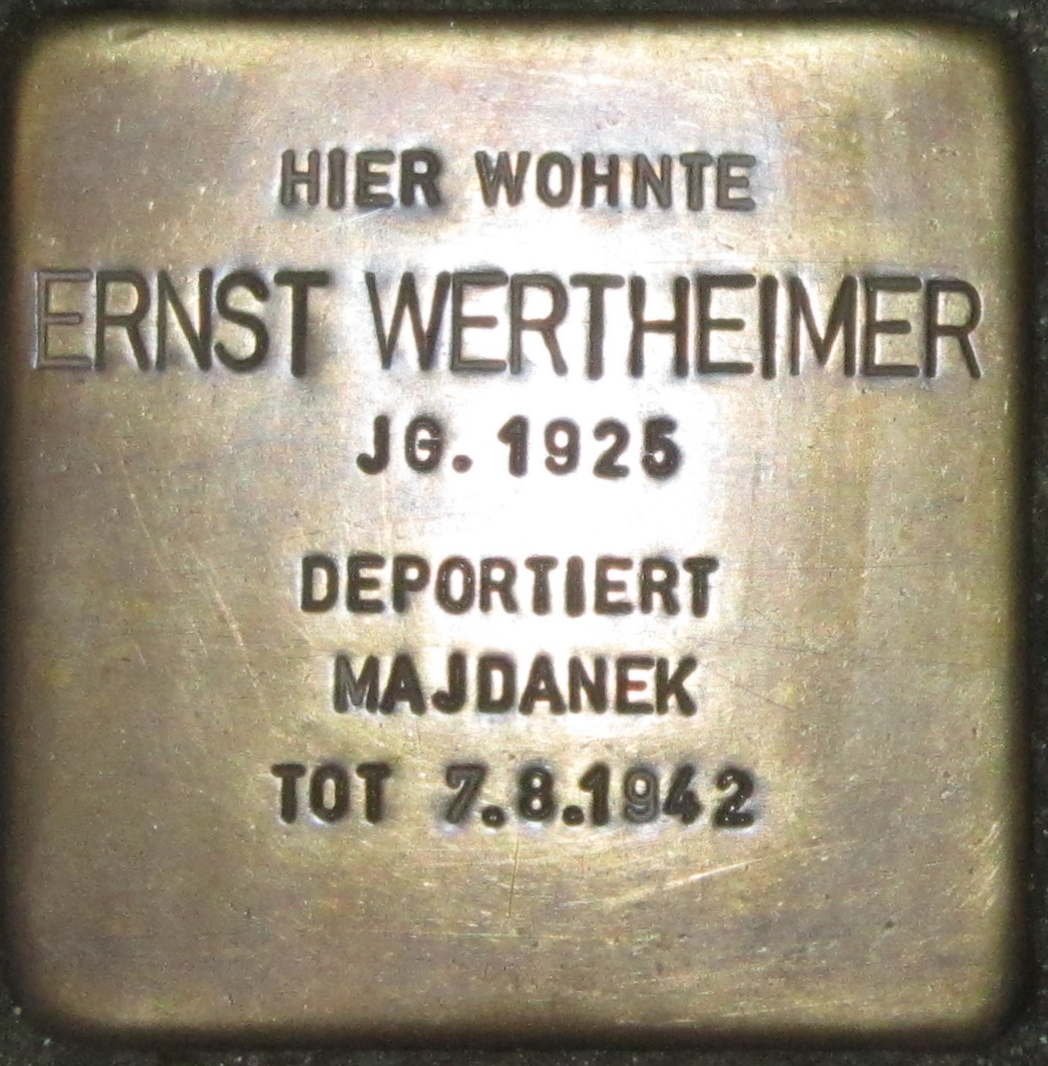 HIER WOHNTE
ERNST WERTHEIMER
JG. 1925
DEPORTIERT
MAJDANEK
TOT 7.8.1942